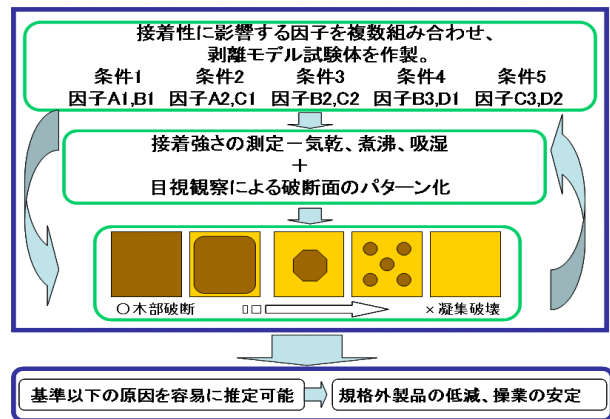 接着性に影響する因子を複数組み合わせ、
剥離モデル試験体を作製。
条件1 条件2 条件3 条件4 条件5
因子A1,B1 因子A2,C1 因子B2,C2 因子B3,D1 因子C3,D2
接着強さの測定－気乾、煮沸、吸湿
＋
目視観察による破断面のパターン化
○木部破断 ×凝集破壊
基準以下の原因を容易に推定可能 規格外製品の低減、操業の安定